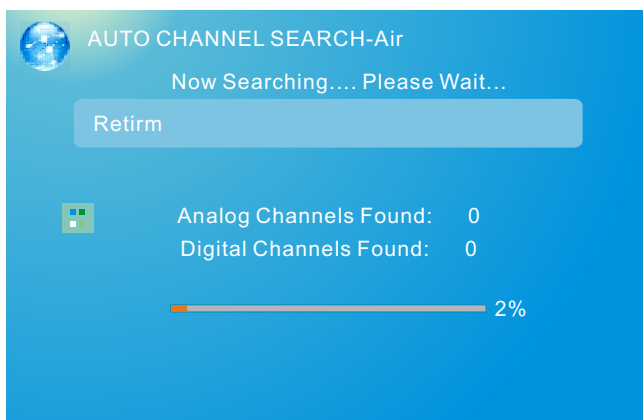 AUTO CHANNEL SEARCH-Air
Now Searching.... Please Wait...
Retirm
Analog Channels Found: 0
Digital Channels Found: 0
2%